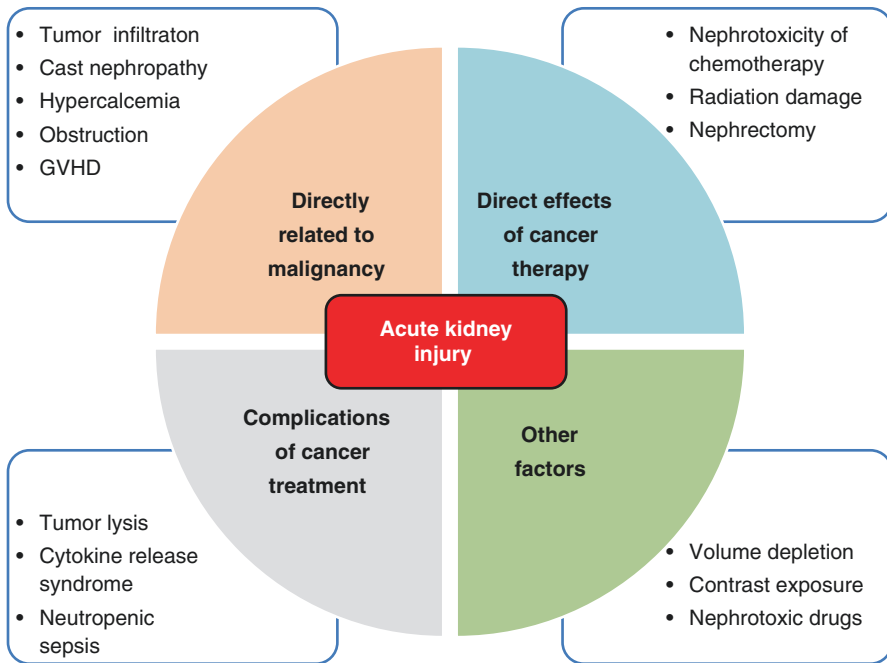 • Tumor infiltraton
• Cast nephropathy
• Hypercalcemia
• Obstruction
• GVHD
• Nephrotoxicity of
chemotherapy
• Radiation damage
• Nephrectomy
Directly
related to
malignancy
Direct effects
of cancer
therapy
Acute kidney
injury
Complications
of cancer
treatment
Other
factors
• Tumor lysis
• Cytokine release
syndrome
• Neutropenic
sepsis
• Volume depletion
• Contrast exposure
• Nephrotoxic drugs